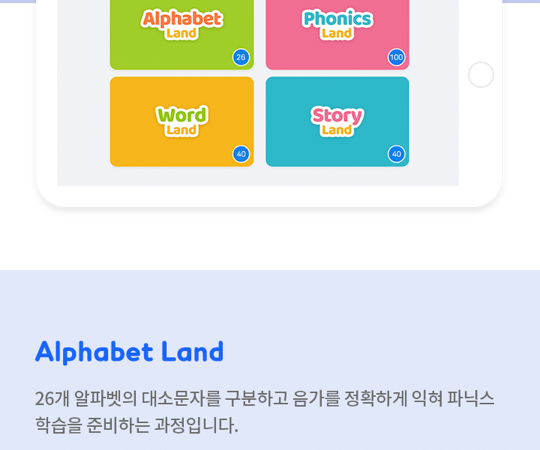 Alphabet
Land
26
Phonics
Land
100
Word
Land
40
Story
Land
40
Alphabet Land
26개 알파벳의 대소문자를 구분하고 음가를 정확하게 익혀 파닉스
학습을 준비하는 과정입니다.